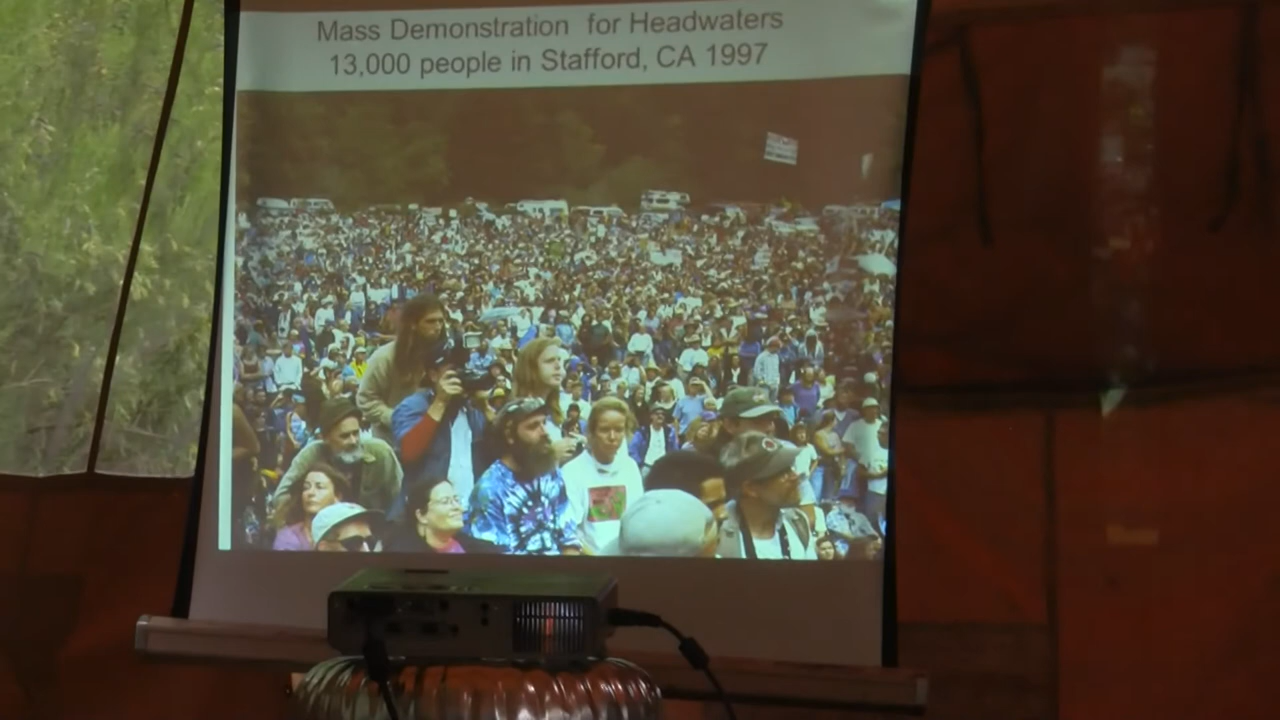 Mass Demonstration for Headwaters
13,000 people in Stafford, CA 1997